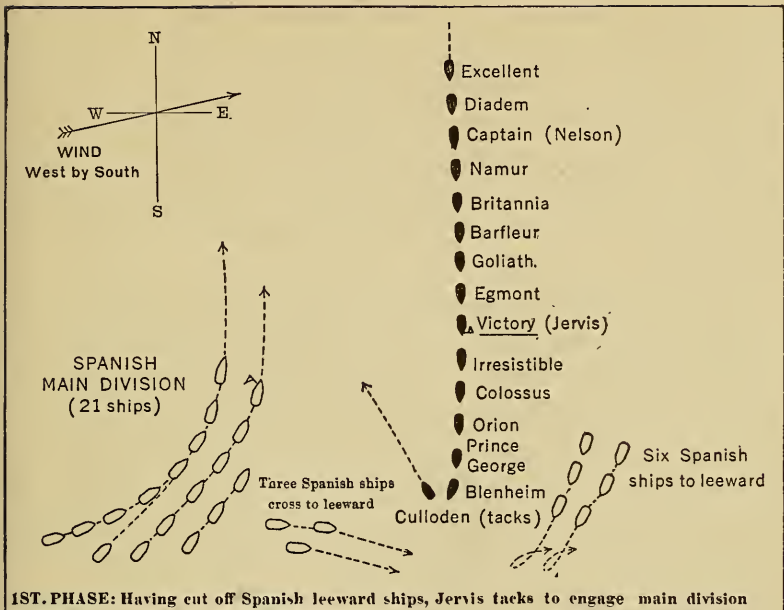 N
W
E.
S
WIND
West by South
Excellent
Diadem
Captain (Nelson)
Namur
Britannia
Barfleur
Goliath.
Egmont
Victory (Jervis)
Irresistible
Colossus
Orion
Prince
George
Blenheim
Culloden (tacks)
SPANISH
MAIN DIVISION
(21 ships)
Three Spanish ships
cross to leeward
Six Spanish
ships to leeward
1ST. PHASE: Having cut off Spanish leeward ships, Jervis tacks to engage main division